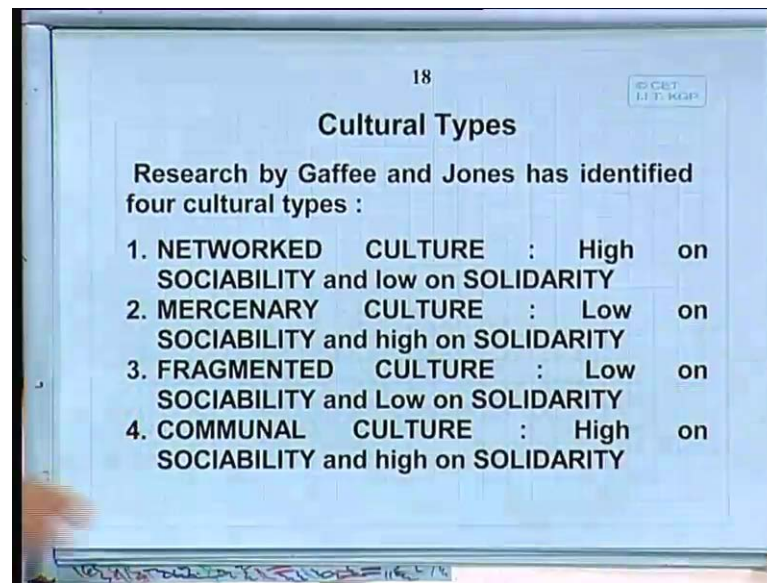 18
© CET
I.I.T. KGP
Cultural Types
Research by Gaffee and Jones has identified
four cultural types :
1. NETWORKED CULTURE : High on
SOCIABILITY and low on SOLIDARITY
2. MERCENARY CULTURE : Low on
SOCIABILITY and high on SOLIDARITY
3. FRAGMENTED CULTURE : Low on
SOCIABILITY and Low on SOLIDARITY
4. COMMUNAL CULTURE : High on
SOCIABILITY and high on SOLIDARITY